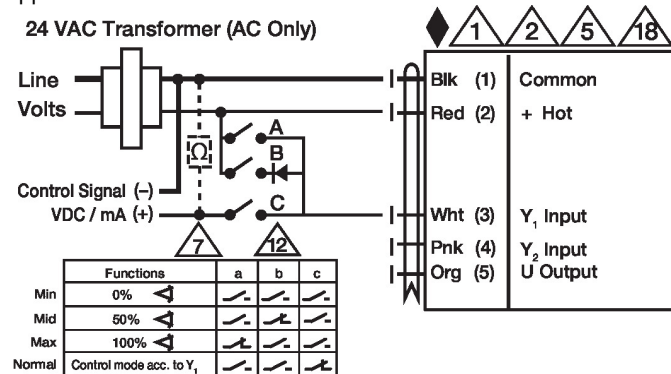 24 VAC Transformer (AC Only)
1 2 5 18
Line
Volts
Blk (1) Common
Red (2) + Hot
A
B
Ω
Control Signal (–)
VDC / mA (+)
C
Wht (3) Y₁ Input
Pnk (4) Y₂ Input
Org (5) U Output
7 12
Functions a b c
Min 0%
Mid 50%
Max 100%
Normal Control mode acc. to Y₁